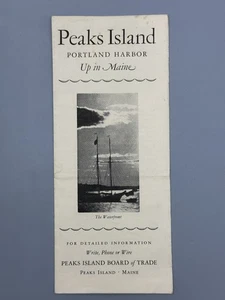 Peaks Island
PORTLAND HARBOR
Up in Maine
The Waterfront
FOR DETAILED INFORMATION
Write, Phone or Wire
PEAKS ISLAND BOARD of TRADE
PEAKS ISLAND · MAINE